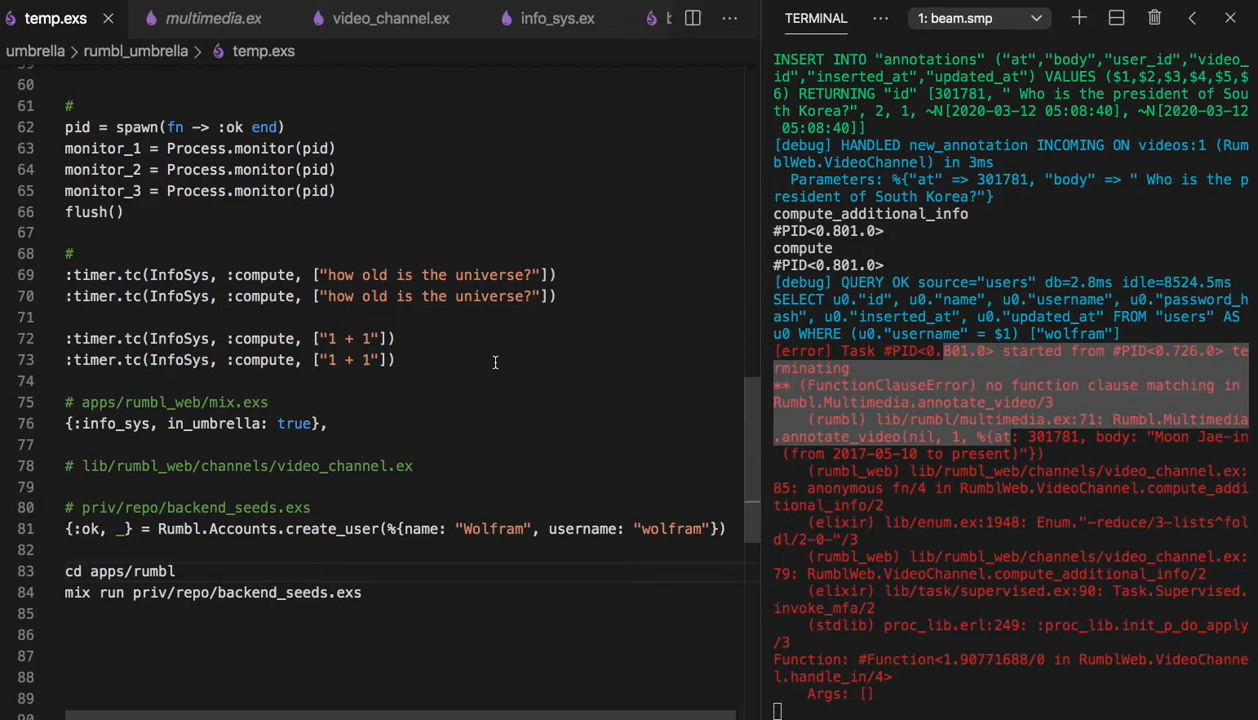 temp.exs
multimedia.ex
video_channel.ex
info_sys.ex
umbrella > rumbl_umbrella > temp.exs
60
61 #
62 pid = spawn(fn -> :ok end)
63 monitor_1 = Process.monitor(pid)
64 monitor_2 = Process.monitor(pid)
65 monitor_3 = Process.monitor(pid)
66 flush()
67
68 #
69 :timer.tc(InfoSys, :compute, ["how old is the universe?"])
70 :timer.tc(InfoSys, :compute, ["how old is the universe?"])
71
72 :timer.tc(InfoSys, :compute, ["1 + 1"])
73 :timer.tc(InfoSys, :compute, ["1 + 1"])
74
75 # apps/rumbl_web/mix.exs
76 {:info_sys, in_umbrella: true},
77
78 # lib/rumbl_web/channels/video_channel.ex
79
80 # priv/repo/backend_seeds.exs
81 {:ok, _} = Rumbl.Accounts.create_user(%{name: "Wolfram", username: "wolfram"})
82
83 cd apps/rumbl
84 mix run priv/repo/backend_seeds.exs
85
86
87
88
89
TERMINAL
1: beam.smp
INSERT INTO "annotations" ("at","body","user_id","video_
id","inserted_at","updated_at") VALUES ($1,$2,$3,$4,$5,$
6) RETURNING "id" [301781, " Who is the president of Sou
th Korea?", 2, 1, ~N[2020-03-12 05:08:40], ~N[2020-03-12
 05:08:40]]
[debug] HANDLED new_annotation INCOMING ON videos:1 (Rum
blWeb.VideoChannel) in 3ms
  Parameters: %{"at" => 301781, "body" => " Who is the p
resident of South Korea?"}
compute_additional_info
#PID<0.801.0>
compute
#PID<0.801.0>
[debug] QUERY OK source="users" db=2.8ms idle=8524.5ms
SELECT u0."id", u0."name", u0."username", u0."password_h
ash", u0."inserted_at", u0."updated_at" FROM "users" AS
u0 WHERE (u0."username" = $1) ["wolfram"]
[error] Task #PID<0.801.0> started from #PID<0.726.0> te
rminating
** (FunctionClauseError) no function clause matching in
Rumbl.Multimedia.annotate_video/3
    (rumbl) lib/rumbl/multimedia.ex:71: Rumbl.Multimedia
.annotate_video(nil, 1, %{at: 301781, body: "Moon Jae-in
 (from 2017-05-10 to present)"})
    (rumbl_web) lib/rumbl_web/channels/video_channel.ex:
85: anonymous fn/4 in RumblWeb.VideoChannel.compute_addi
tional_info/2
    (elixir) lib/enum.ex:1948: Enum."-reduce/3-lists^fol
dl/2-0-"/3
    (rumbl_web) lib/rumbl_web/channels/video_channel.ex:
79: RumblWeb.VideoChannel.compute_additional_info/2
    (elixir) lib/task/supervised.ex:90: Task.Supervised.
invoke_mfa/2
    (stdlib) proc_lib.erl:249: :proc_lib.init_p_do_apply
/3
Function: #Function<1.90771688/0 in RumblWeb.VideoChanne
l.handle_in/4>
    Args: []